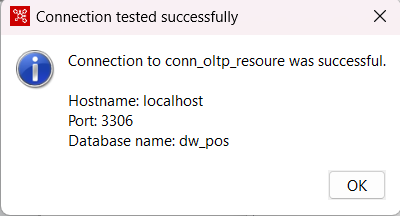 Connection tested successfully
Connection to conn_oltp_resoure was successful.
Hostname: localhost
Port: 3306
Database name: dw_pos
OK